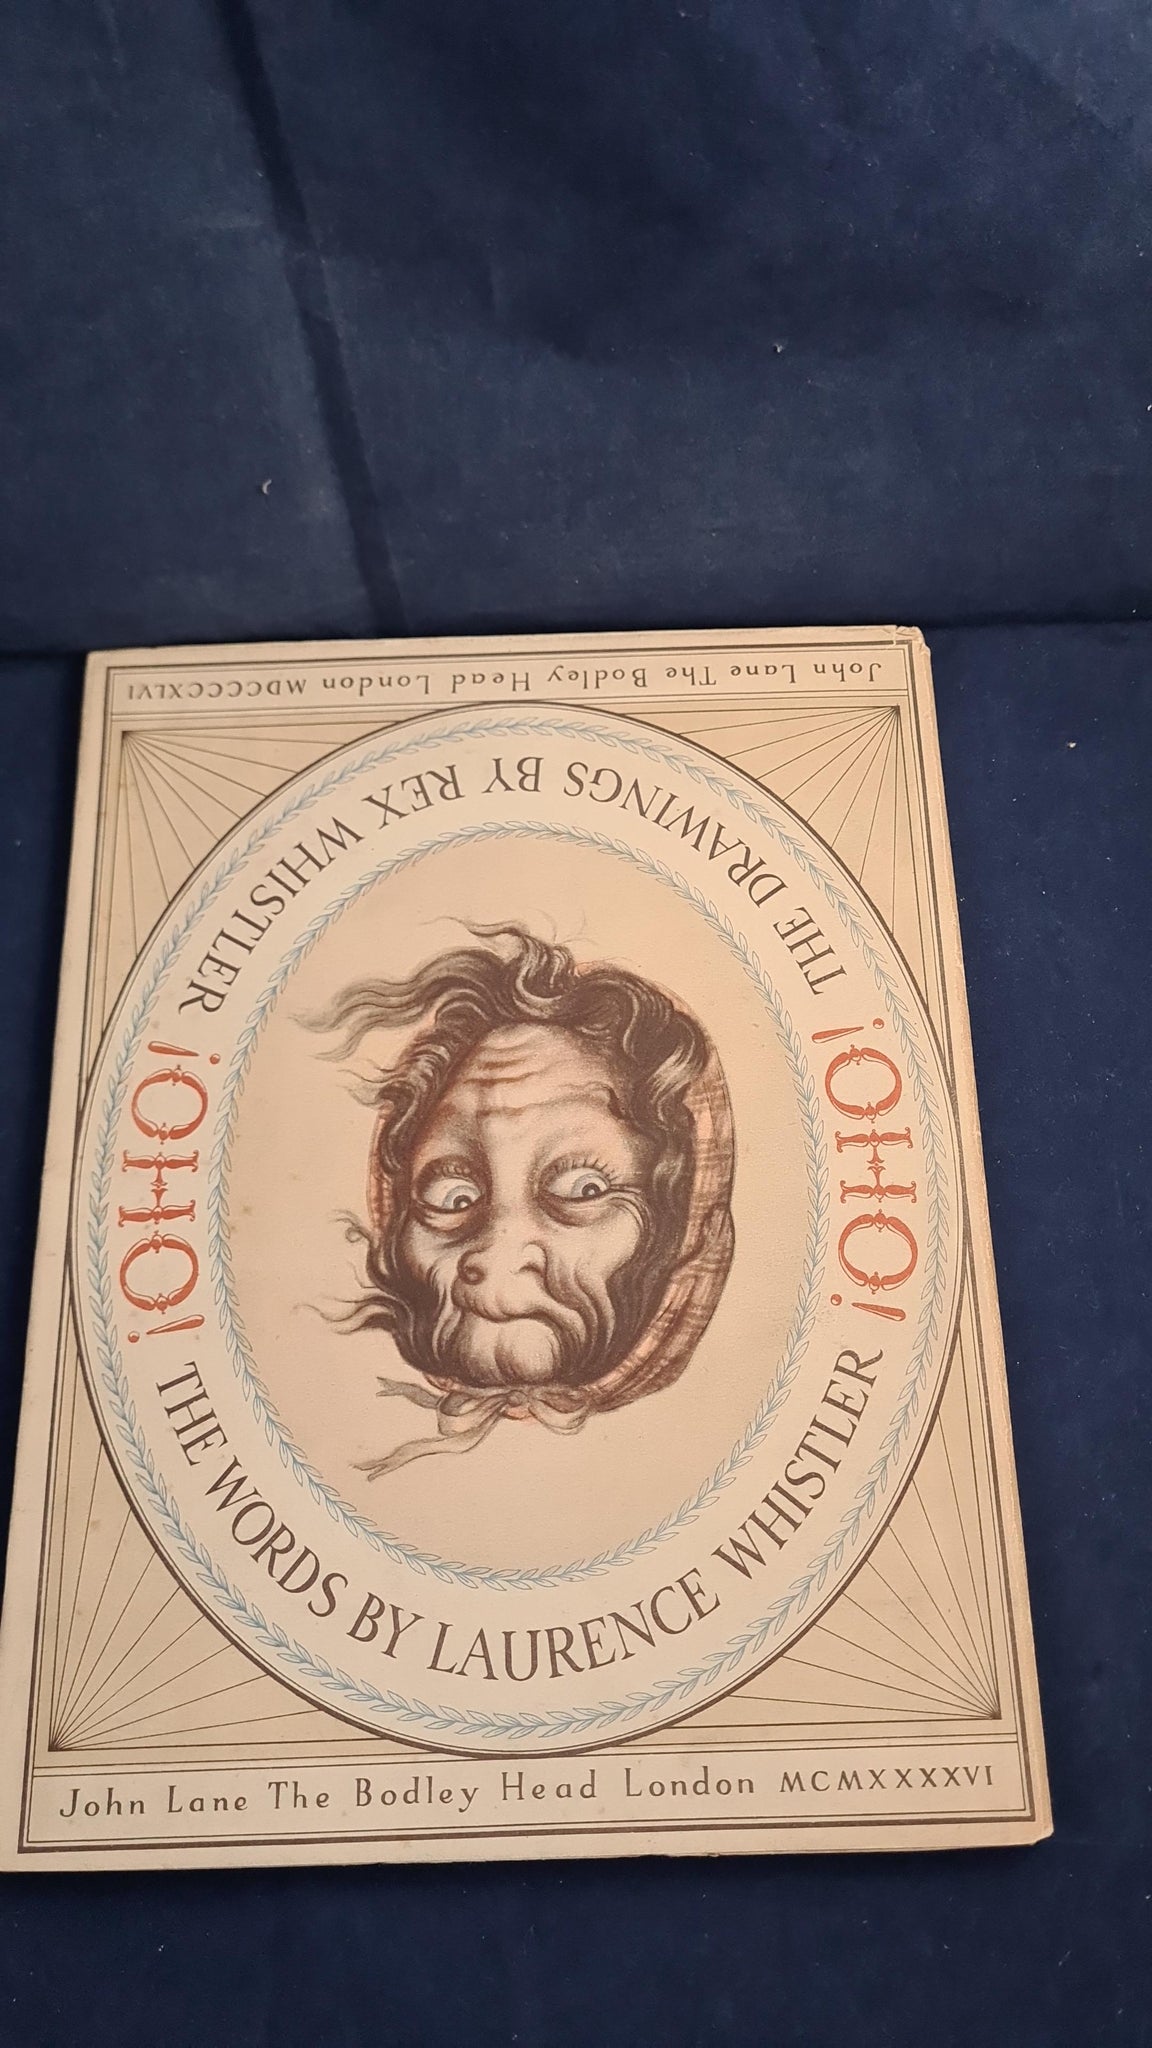 John Lane The Bodley Head London MDCCCCXLVI
THE DRAWINGS BY REX WHISTLER
¡OHO!
¡OHO!
THE WORDS BY LAURENCE WHISTLER
John Lane The Bodley Head London MCMXXXXVI